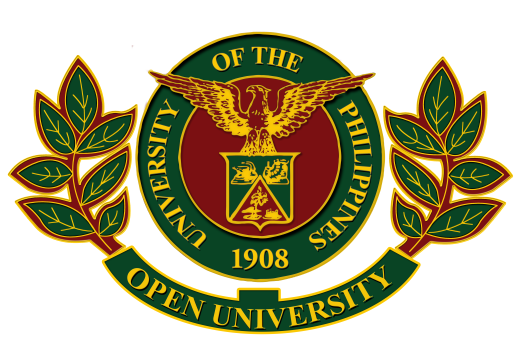 UNIVERSITY OF THE PHILIPPINES
1908
OPEN UNIVERSITY